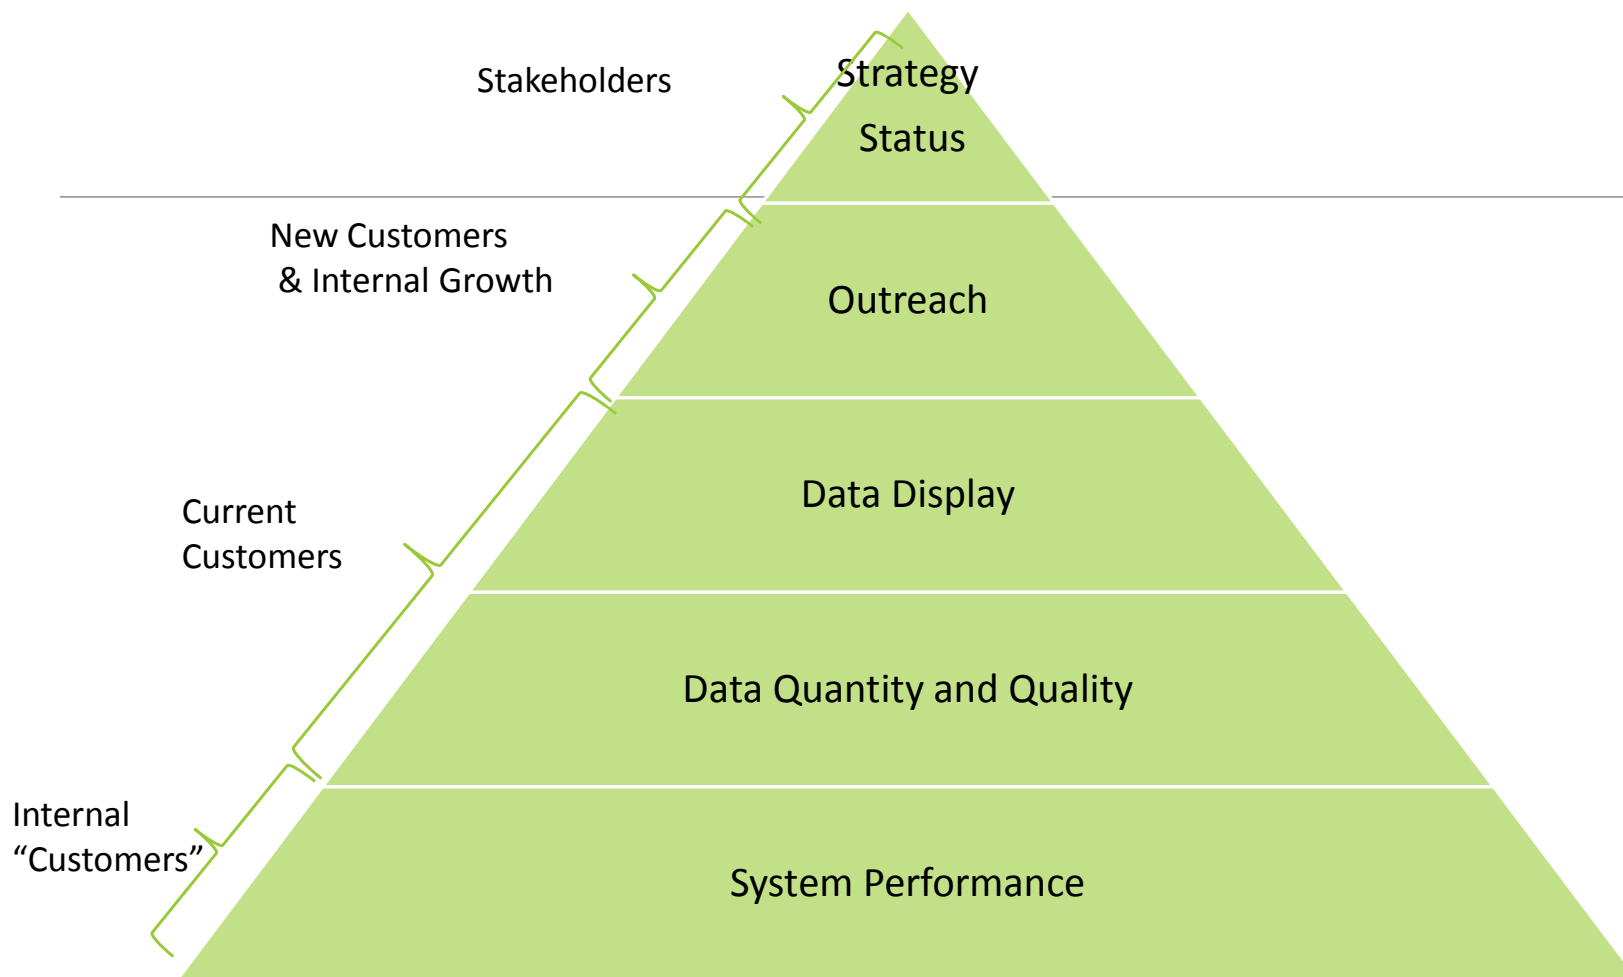 Stakeholders
Strategy
Status
New Customers
& Internal Growth
Outreach
Current
Customers
Data Display
Data Quantity and Quality
Internal
“Customers”
System Performance